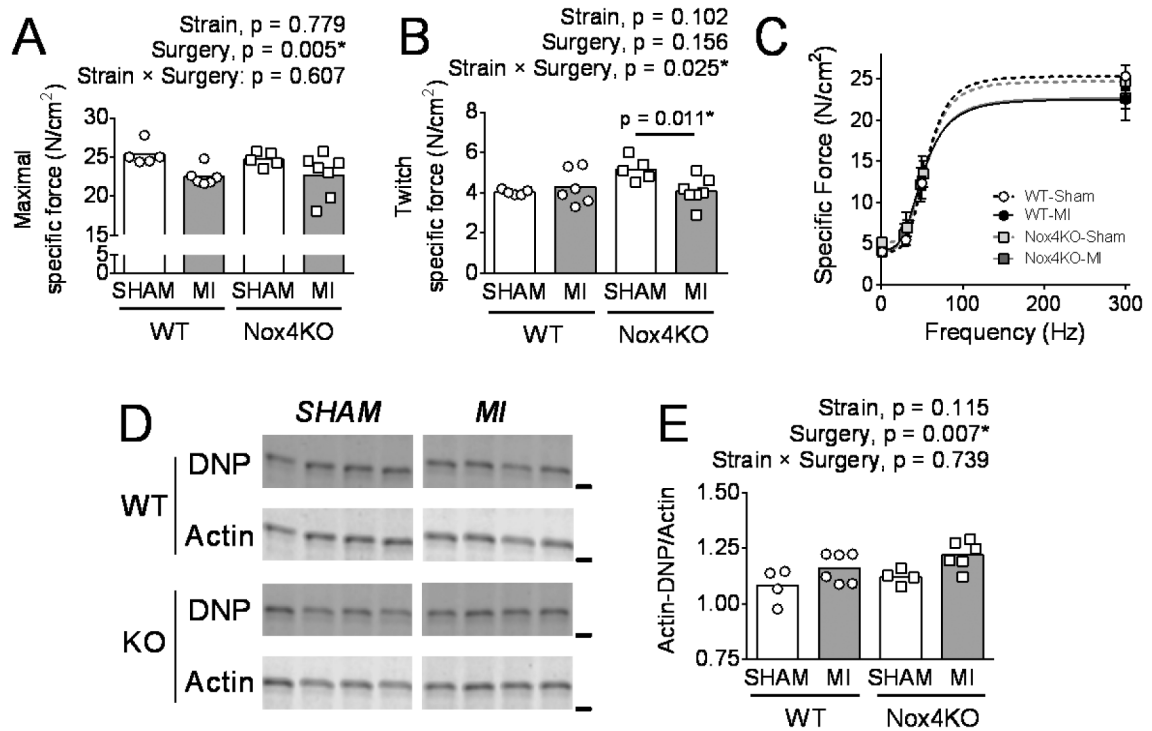 A
Strain, p = 0.779
Surgery, p = 0.005*
Strain × Surgery: p = 0.607
Maximal
specific force (N/cm²)
30
25
20
15
5
0
SHAM MI SHAM MI
WT Nox4KO
B
Strain, p = 0.102
Surgery, p = 0.156
Strain × Surgery, p = 0.025*
p = 0.011*
Twitch
specific force (N/cm²)
8
6
4
2
0
SHAM MI SHAM MI
WT Nox4KO
C
Specific Force (N/cm²)
25
20
15
10
5
0
0 100 200 300
Frequency (Hz)
WT-Sham
WT-MI
Nox4KO-Sham
Nox4KO-MI
D
SHAM MI
WT
DNP
Actin
KO
DNP
Actin
E
Strain, p = 0.115
Surgery, p = 0.007*
Strain × Surgery, p = 0.739
Actin-DNP/Actin
1.50
1.25
1.00
0.75
SHAM MI SHAM MI
WT Nox4KO